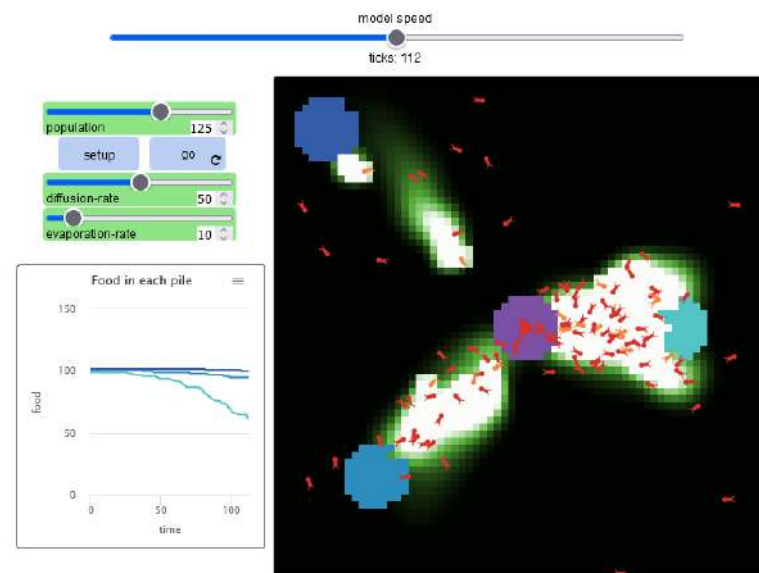 model speed
ticks: 112
population 125
setup go
diffusion-rate 50
evaporation-rate 10
Food in each pile
150
100
50
0
food
0 50 100
time